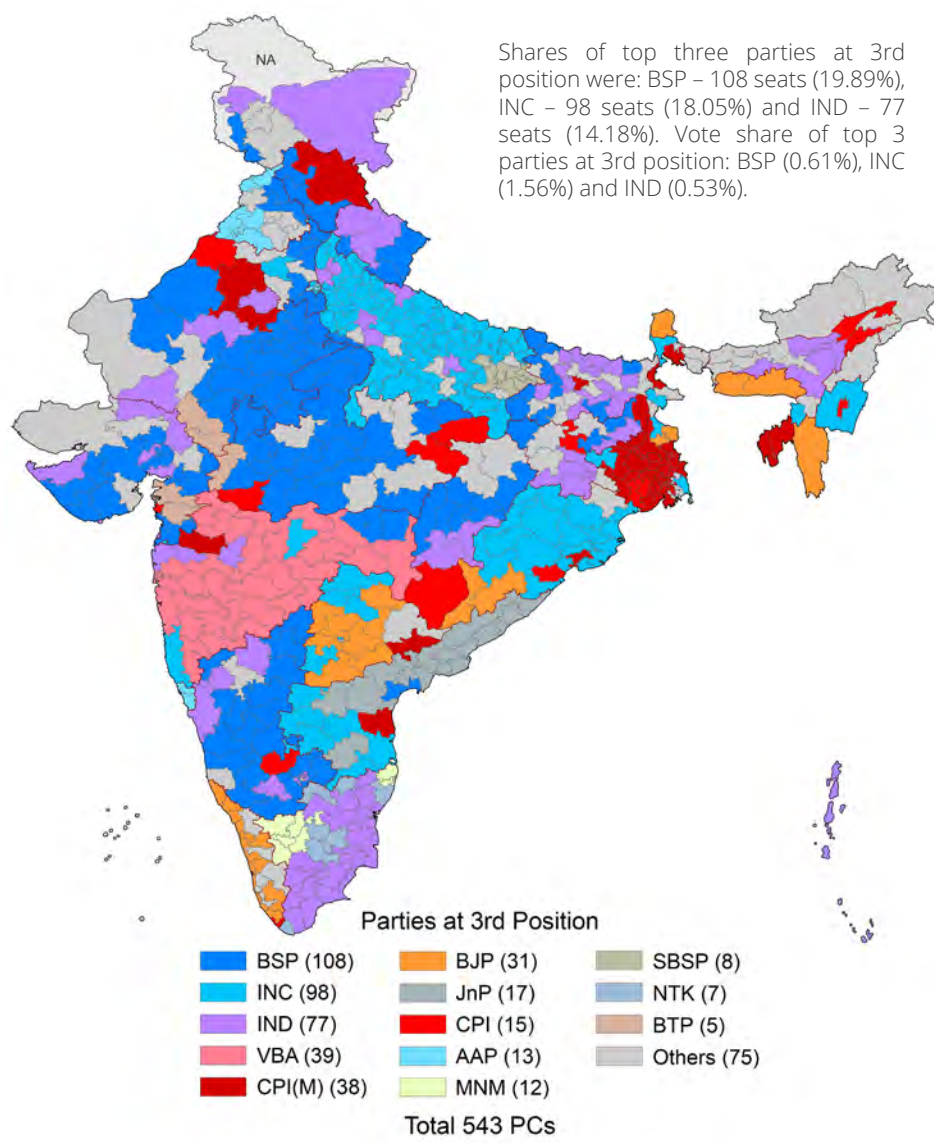 NA
Shares of top three parties at 3rd
position were: BSP – 108 seats (19.89%),
INC – 98 seats (18.05%) and IND – 77
seats (14.18%). Vote share of top 3
parties at 3rd position: BSP (0.61%), INC
(1.56%) and IND (0.53%).
Parties at 3rd Position
BSP (108)
INC (98)
IND (77)
VBA (39)
CPI(M) (38)
BJP (31)
JnP (17)
CPI (15)
AAP (13)
MNM (12)
SBSP (8)
NTK (7)
BTP (5)
Others (75)
Total 543 PCs